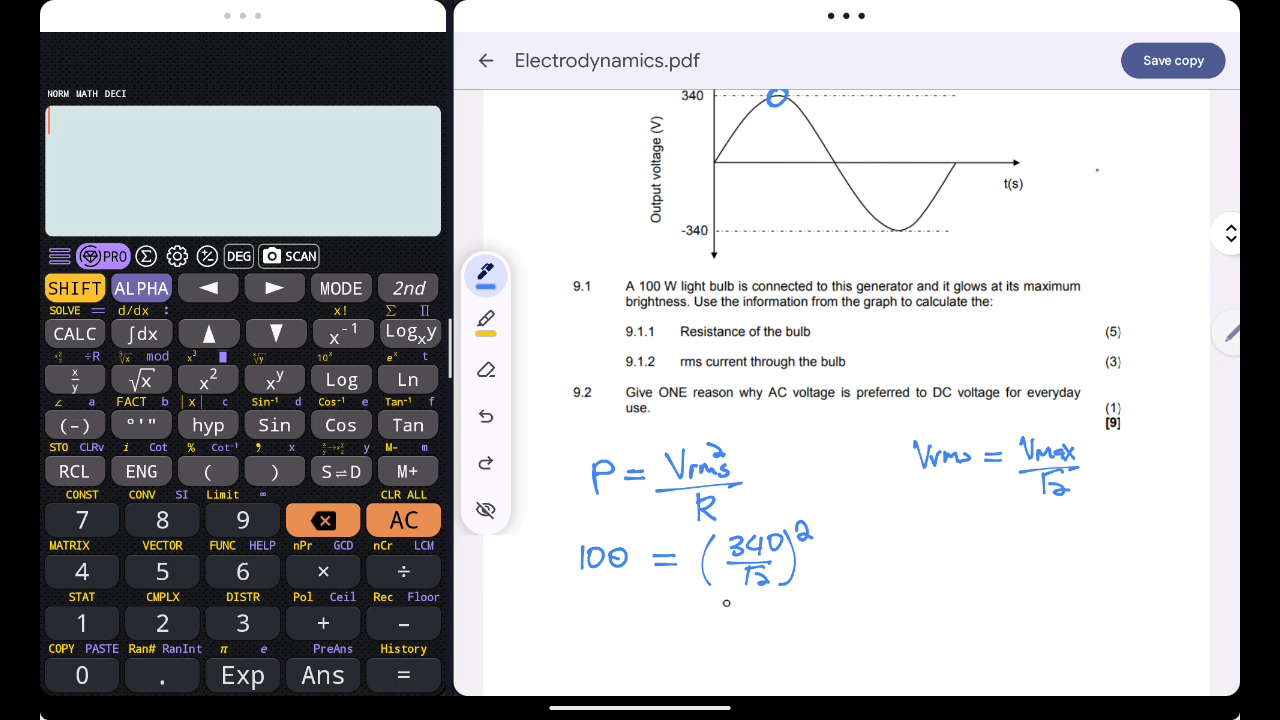 Electrodynamics.pdf
Save copy
340
Output voltage (V)
t(s)
-340
9.1 A 100 W light bulb is connected to this generator and it glows at its maximum
brightness. Use the information from the graph to calculate the:
9.1.1 Resistance of the bulb (5)
9.1.2 rms current through the bulb (3)
9.2 Give ONE reason why AC voltage is preferred to DC voltage for everyday
use. (1)
[9]
P = Vrms² / R
Vrms = Vmax / √2
100 = (340 / √2)²
NORM MATH DECI
PRO Σ DEG SCAN
SHIFT ALPHA ◄ ► MODE 2nd
SOLVE = d/dx : x! Σ Π
CALC ∫dx ▲ ▼ x⁻¹ Logₓy
÷R mod x³ ˣ√y 10ˣ eˣ t
x/y √x x² xʸ Log Ln
∠ a FACT b |x| c Sin⁻¹ d Cos⁻¹ e Tan⁻¹ f
(−) °'" hyp Sin Cos Tan
STO CLRv i Cot % Cot⁻¹ , x y M- m
RCL ENG ( ) S⇌D M+
CONST CONV SI Limit ∞ CLR ALL
7 8 9 AC
MATRIX VECTOR FUNC HELP nPr GCD nCr LCM
4 5 6 × ÷
STAT CMPLX DISTR Pol Ceil Rec Floor
1 2 3 + −
COPY PASTE Ran# RanInt π e PreAns History
0 . Exp Ans =